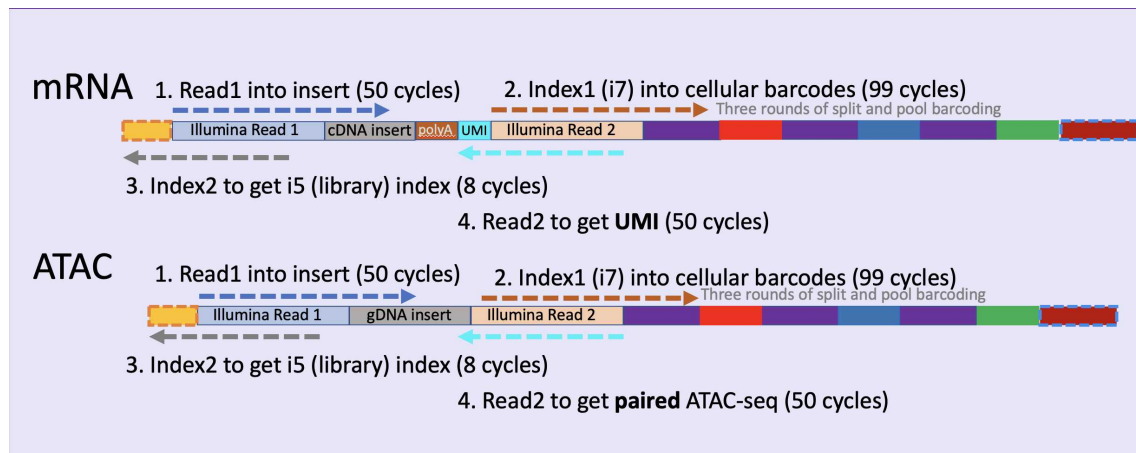 mRNA
1. Read1 into insert (50 cycles)
2. Index1 (i7) into cellular barcodes (99 cycles)
Three rounds of split and pool barcoding
Illumina Read 1
cDNA insert
polyA
UMI
Illumina Read 2
3. Index2 to get i5 (library) index (8 cycles)
4. Read2 to get UMI (50 cycles)
ATAC
1. Read1 into insert (50 cycles)
2. Index1 (i7) into cellular barcodes (99 cycles)
Three rounds of split and pool barcoding
Illumina Read 1
gDNA insert
Illumina Read 2
3. Index2 to get i5 (library) index (8 cycles)
4. Read2 to get paired ATAC-seq (50 cycles)